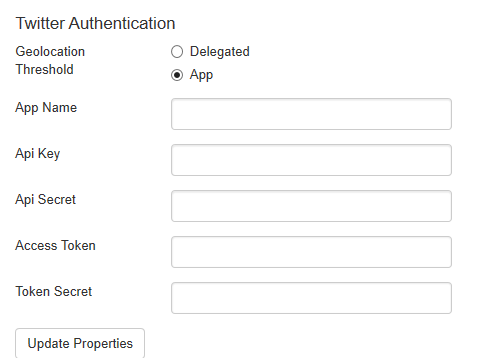 Twitter Authentication
Geolocation
Threshold
Delegated
App
App Name
Api Key
Api Secret
Access Token
Token Secret
Update Properties